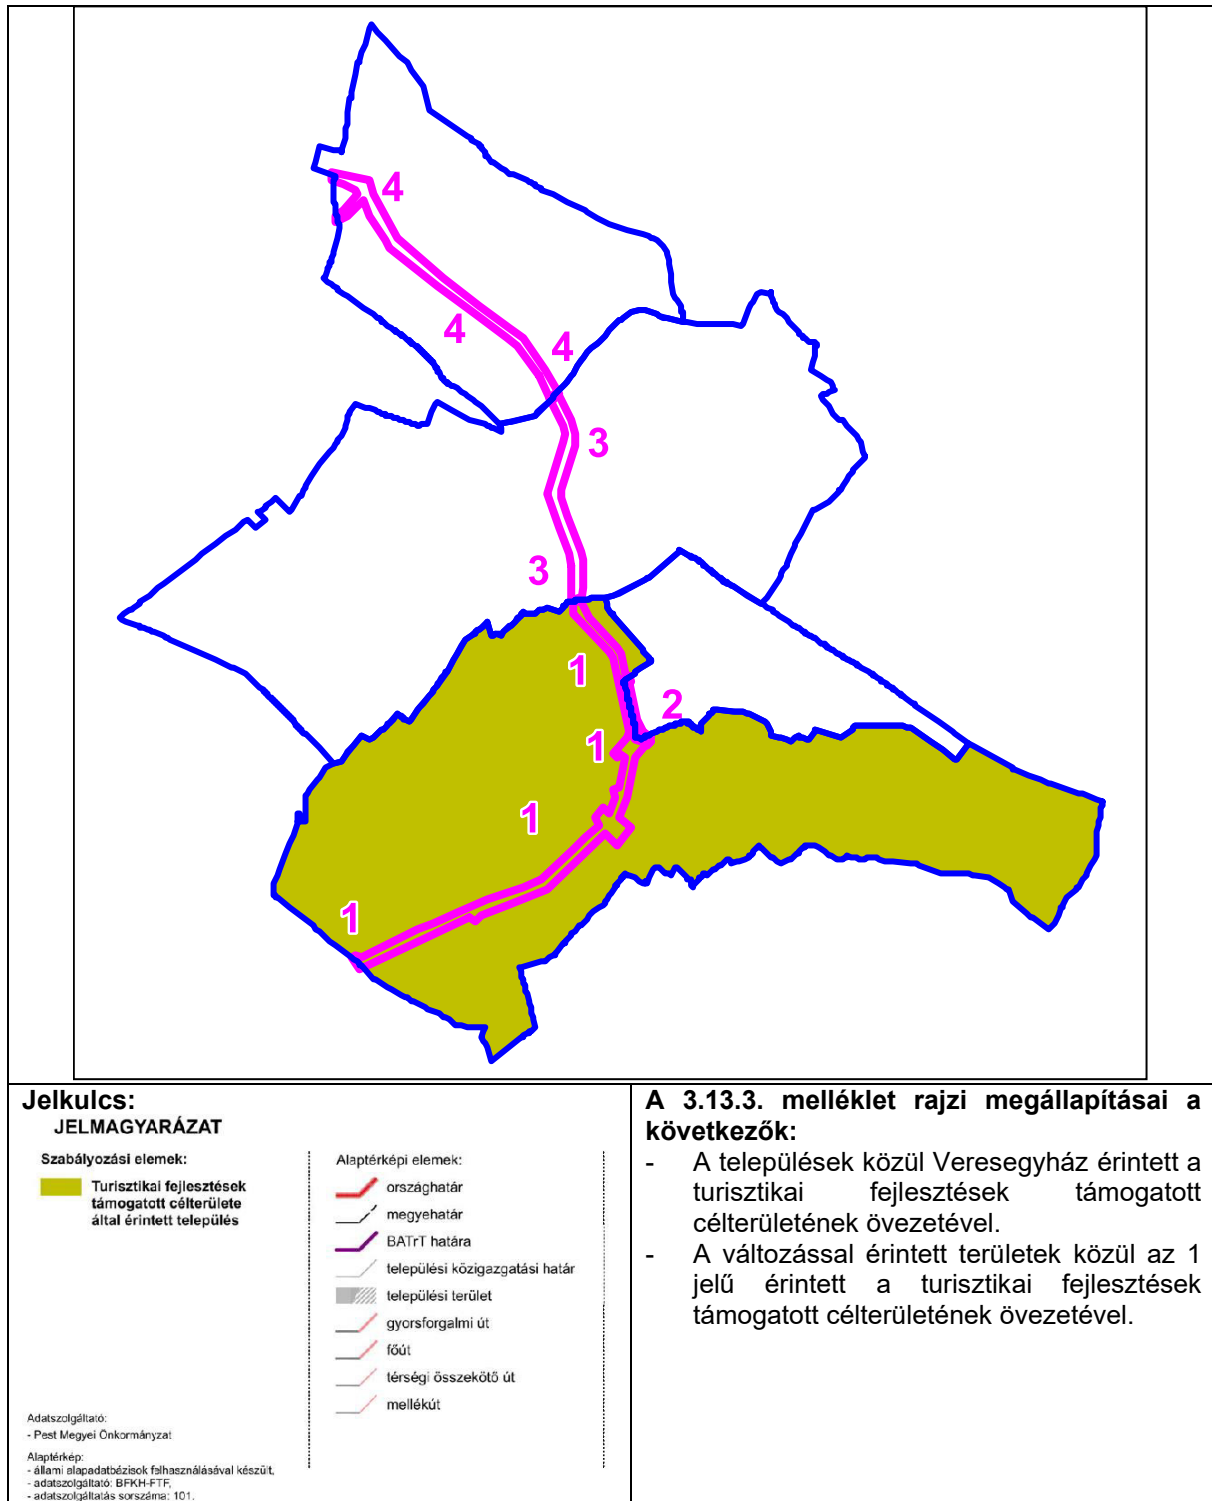 4
4
4
3
3
1
2
1
1
1
Jelkulcs:
JELMAGYARÁZAT
Szabályozási elemek:
Turisztikai fejlesztések
támogatott célterülete
által érintett település
Adatszolgáltató:
- Pest Megyei Önkormányzat
Alaptérkép:
- állami alapadatbázisok felhasználásával készült,
- adatszolgáltató: BFKH-FTF,
- adatszolgáltatás sorszáma: 101.
Alaptérképi elemek:
országhatár
megyehatár
BATrT határa
települési közigazgatási határ
települési terület
gyorsforgalmi út
főút
térségi összekötő út
mellékút
A 3.13.3. melléklet rajzi megállapításai a
következők:
- A települések közül Veresegyház érintett a
turisztikai fejlesztések támogatott
célterületének övezetével.
- A változással érintett területek közül az 1
jelű érintett a turisztikai fejlesztések
támogatott célterületének övezetével.